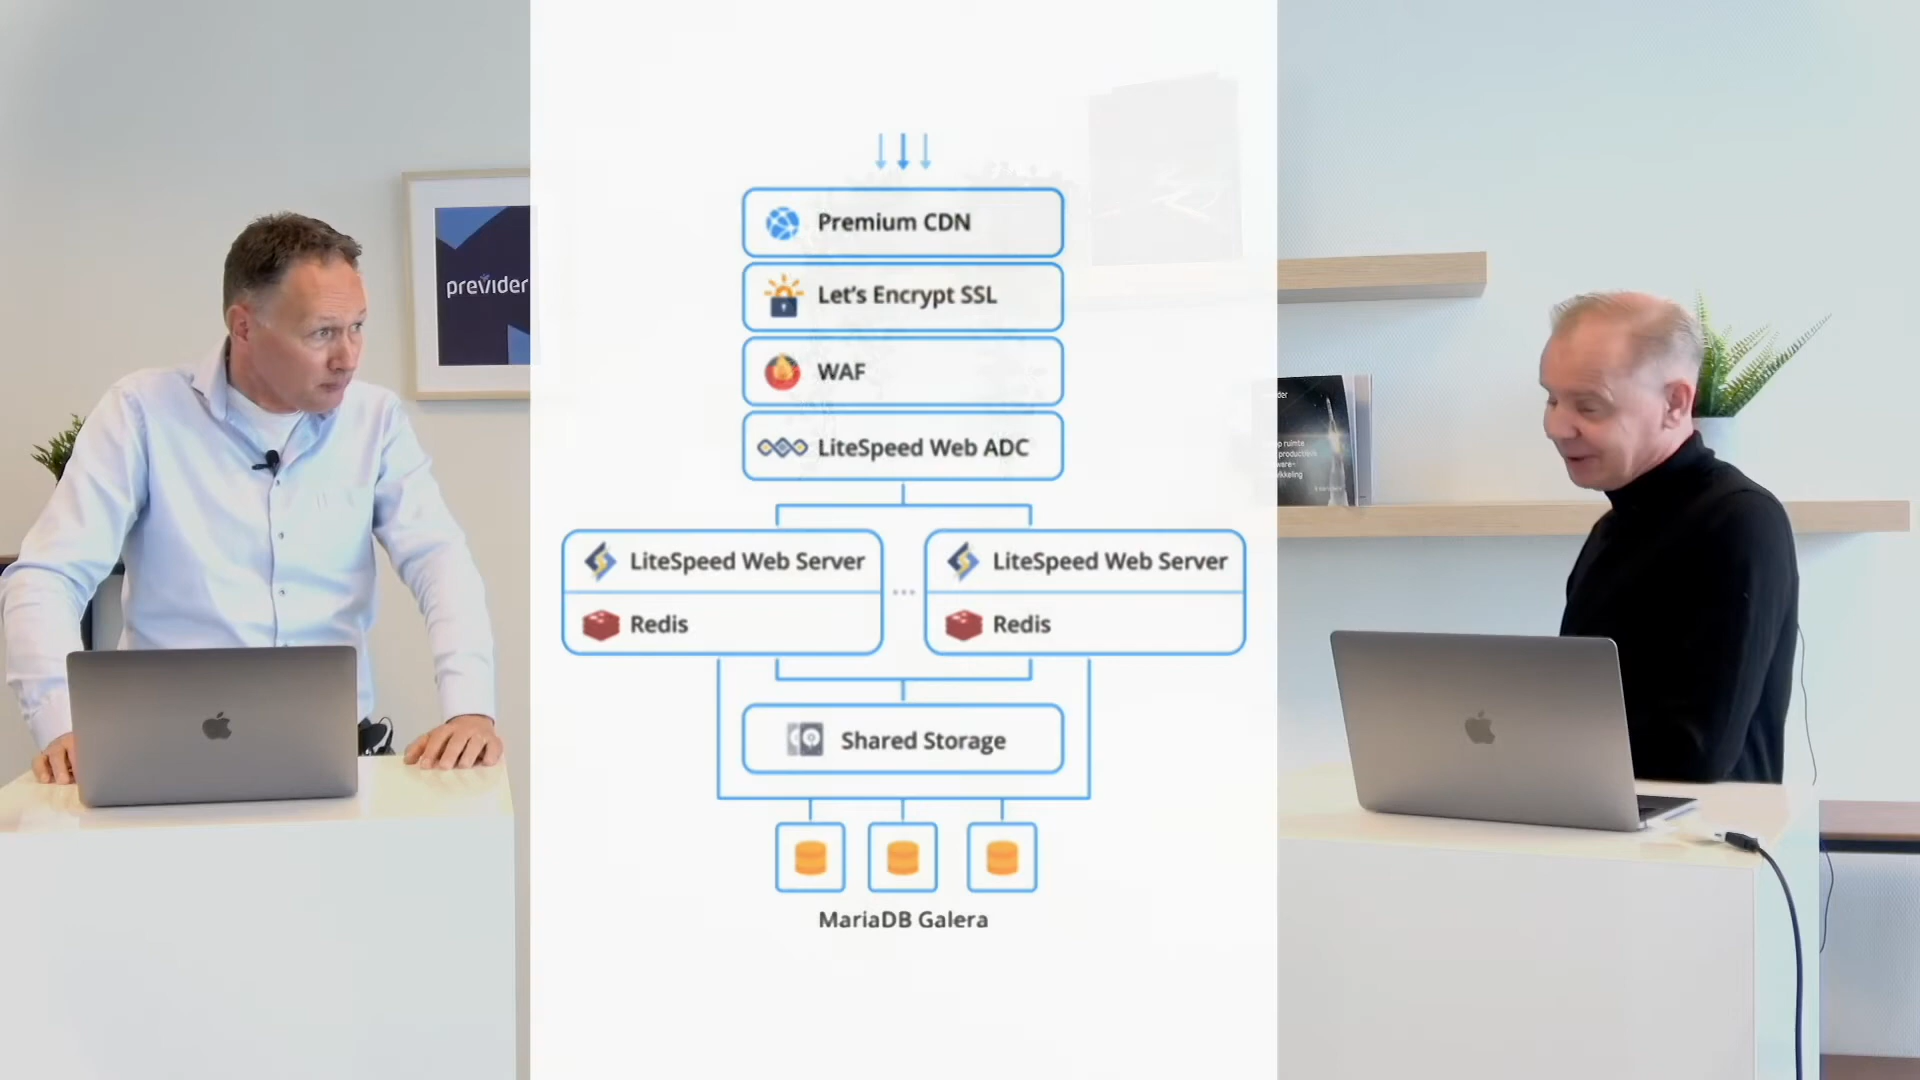 previder
Premium CDN
Let's Encrypt SSL
WAF
LiteSpeed Web ADC
LiteSpeed Web Server
Redis
LiteSpeed Web Server
Redis
Shared Storage
MariaDB Galera
ruimte